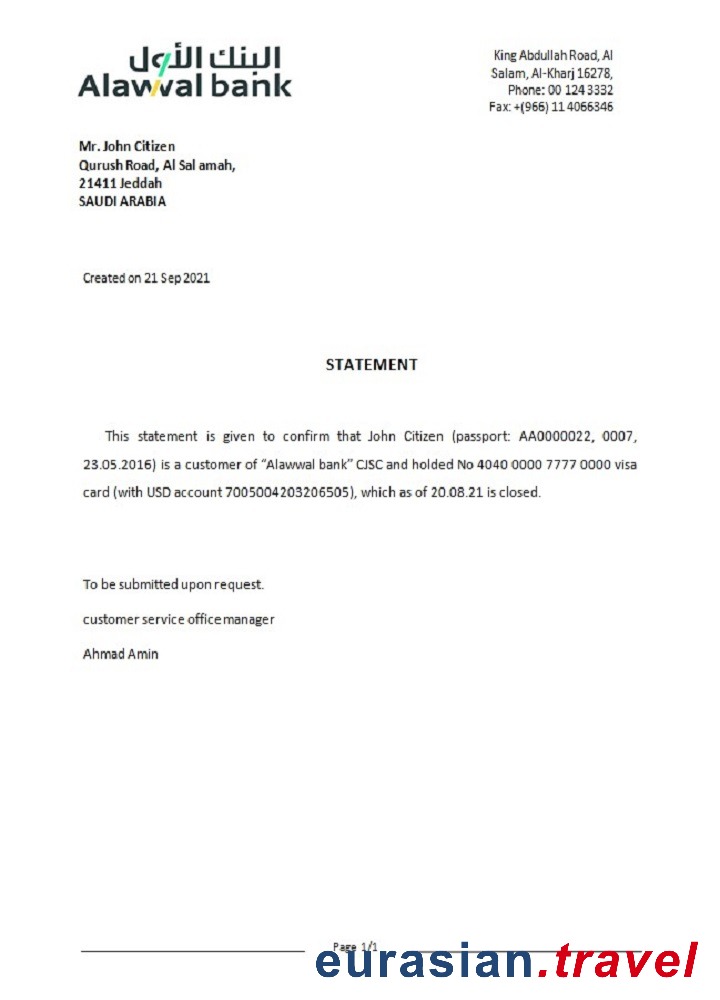 البنك الأول
Alawwal bank
King Abdullah Road, Al
Salam, Al-Kharj 16278,
Phone: 00 124 3332
Fax: +(966) 11 4066346
Mr. John Citizen
Qurush Road, Al Sal amah,
21411 Jeddah
SAUDI ARABIA
Created on 21 Sep 2021
STATEMENT
This statement is given to confirm that John Citizen (passport: AA0000022, 0007,
23.05.2016) is a customer of “Alawwal bank” CJSC and holded No 4040 0000 7777 0000 visa
card (with USD account 7005004203206505), which as of 20.08.21 is closed.
To be submitted upon request.
customer service office manager
Ahmad Amin
Page 1/1
eurasian.travel